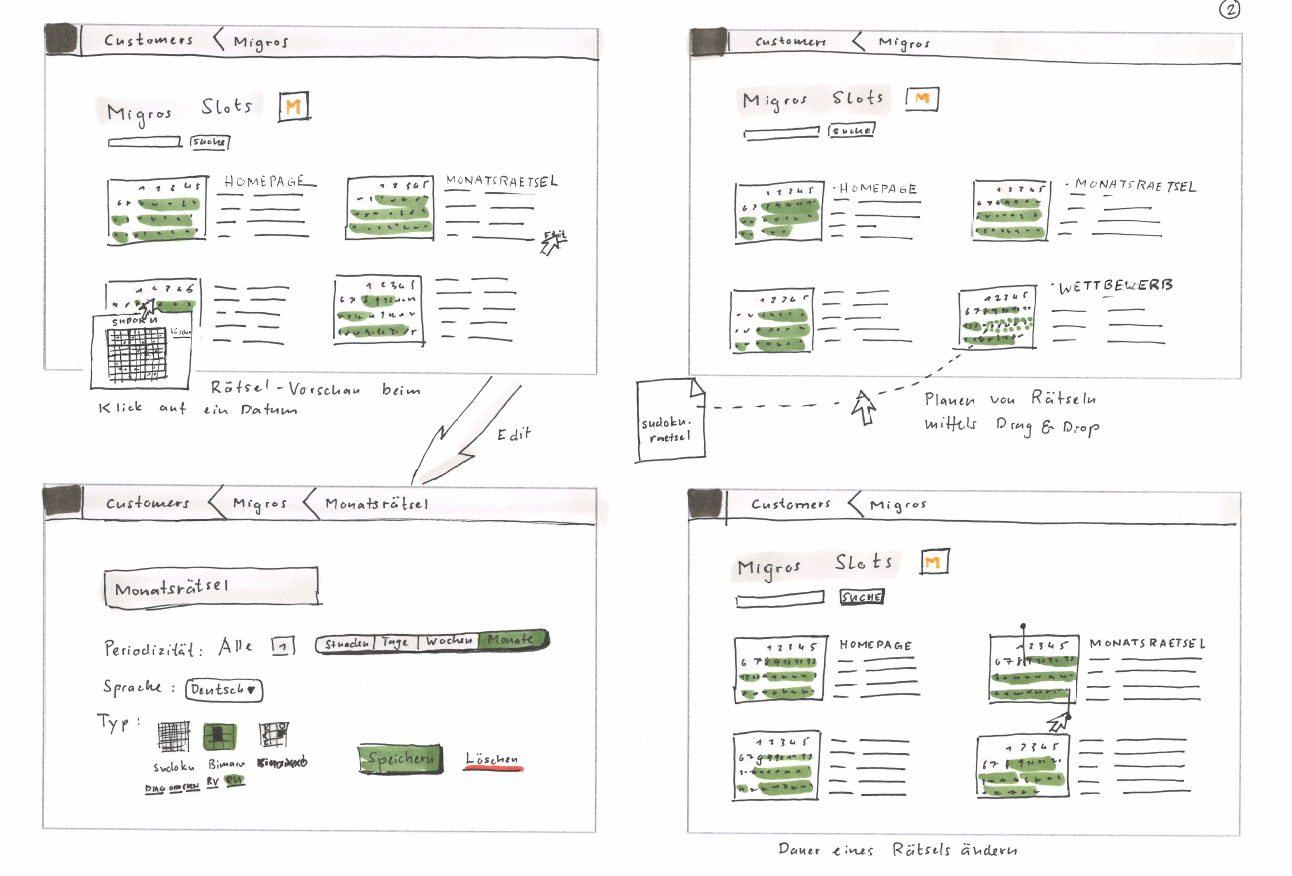 2
Customers < Migros
Migros Slots M
Suche
HOMEPAGE
MONATSRAETSEL
Edit
SUDOKU
Löschen
Rätsel-Vorschau beim
Klick auf ein Datum
Edit
Customers < Migros
Migros Slots M
Suche
HOMEPAGE
MONATSRAETSEL
WETTBEWERB
sudoku.
raetsel
Planen von Rätseln
mittels Drag & Drop
Customers < Migros < Monatsrätsel
Monatsrätsel
Periodizität: Alle 1 Stunden Tage Wochen Monate
Sprache: Deutsch
Typ:
Sudoku Binaru
RV
Speichern Löschen
Customers < Migros
Migros Slots M
SUCHE
HOMEPAGE
MONATSRAETSEL
Dauer eines Rätsels ändern